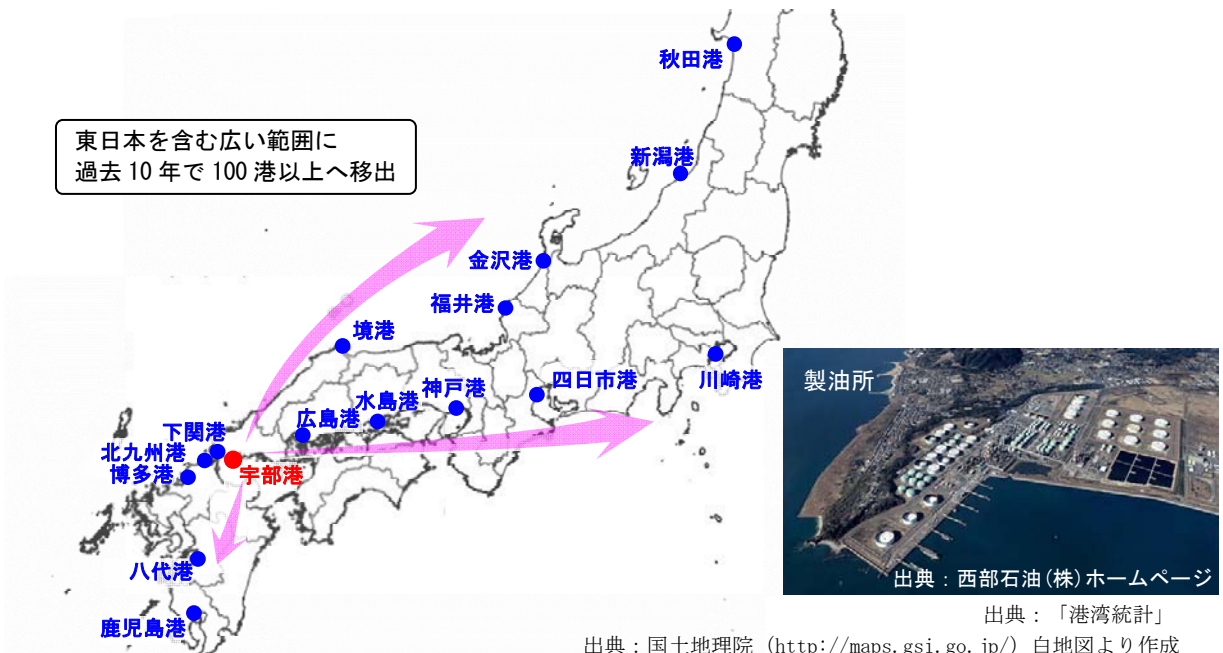 秋田港
東日本を含む広い範囲に
過去10年で100港以上へ移出
新潟港
金沢港
福井港
境港
四日市港
川崎港
神戸港
水島港
広島港
下関港
北九州港
博多港
宇部港
八代港
鹿児島港
製油所
出典：西部石油(株)ホームページ
出典：「港湾統計」
出典：国土地理院（http://maps.gsi.go.jp/）白地図より作成